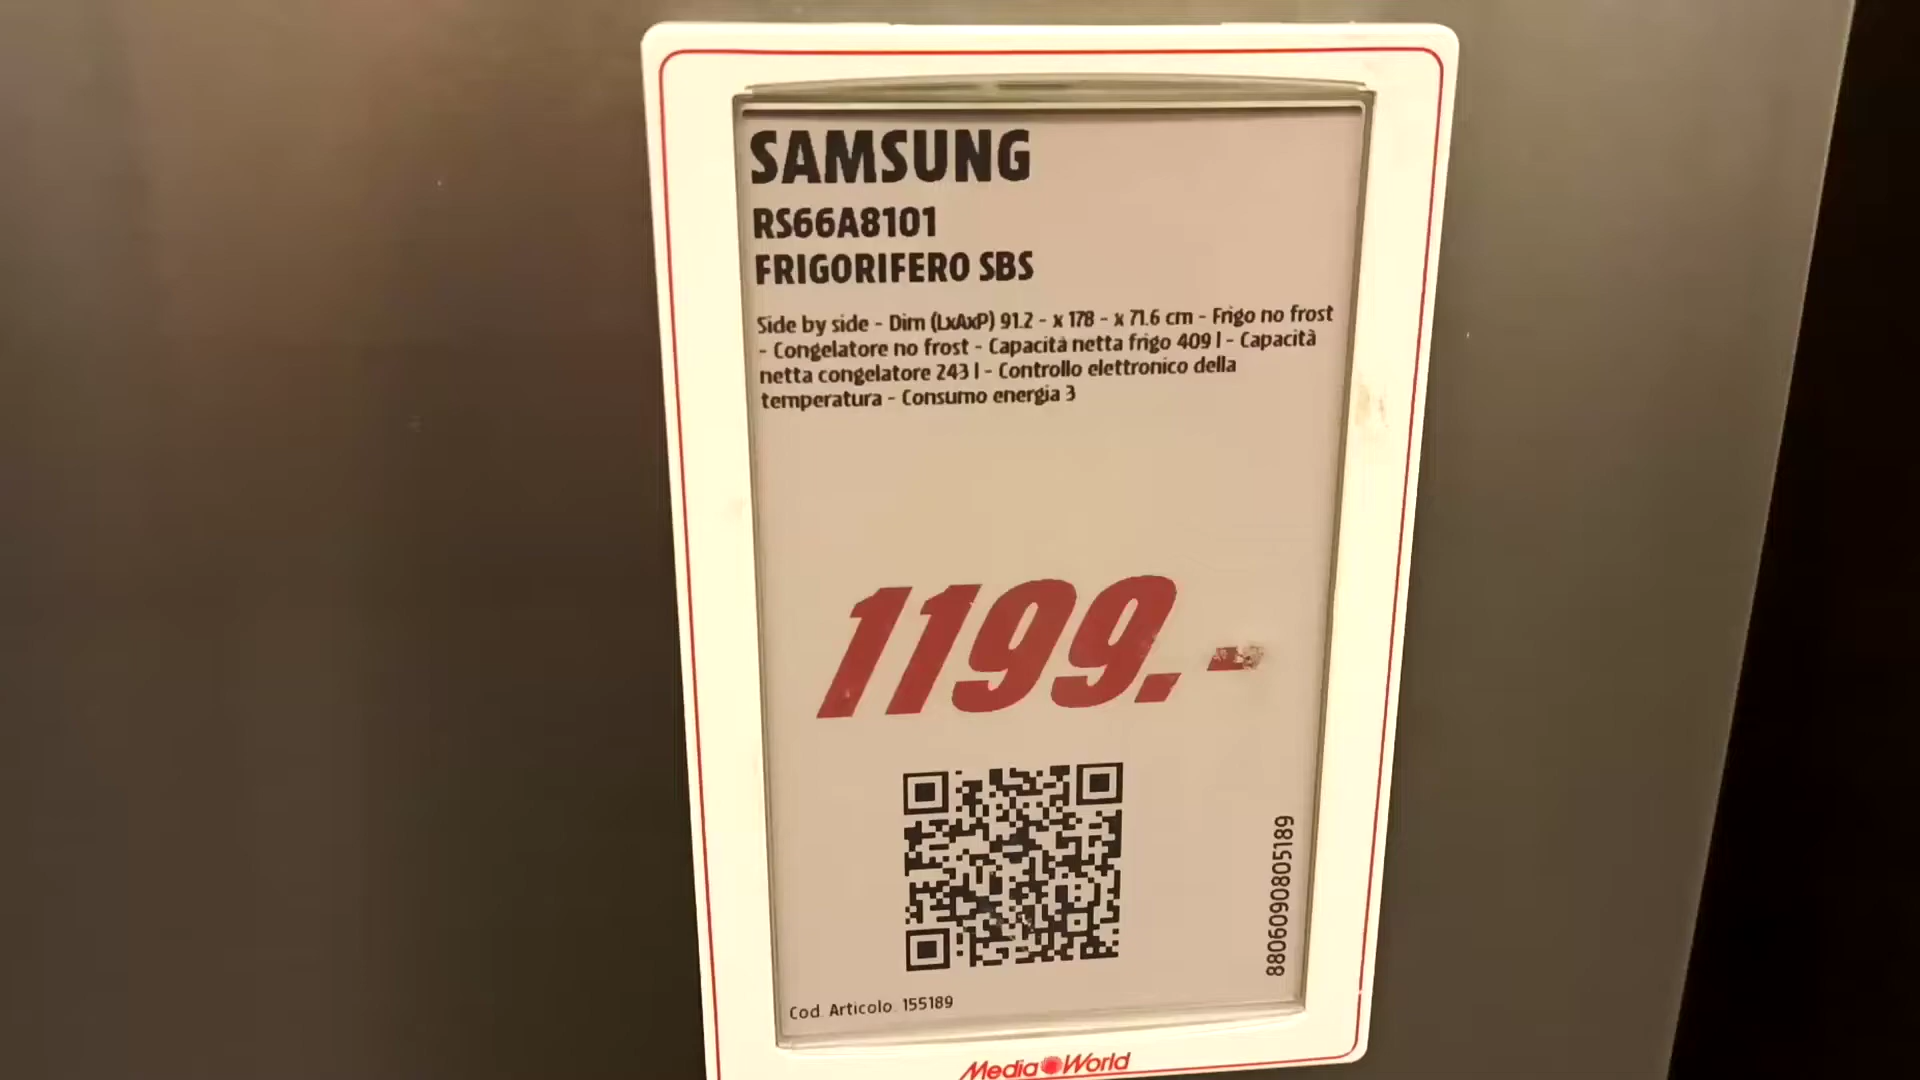 SAMSUNG
RS66A8101
FRIGORIFERO SBS
Side by side - Dim (LxAxP) 91.2 - x 178 - x 71.6 cm - Frigo no frost
- Congelatore no frost - Capacità netta frigo 409 l - Capacità
netta congelatore 243 l - Controllo elettronico della
temperatura - Consumo energia 3
1199.-
8806090805189
Cod. Articolo 155189
MediaWorld